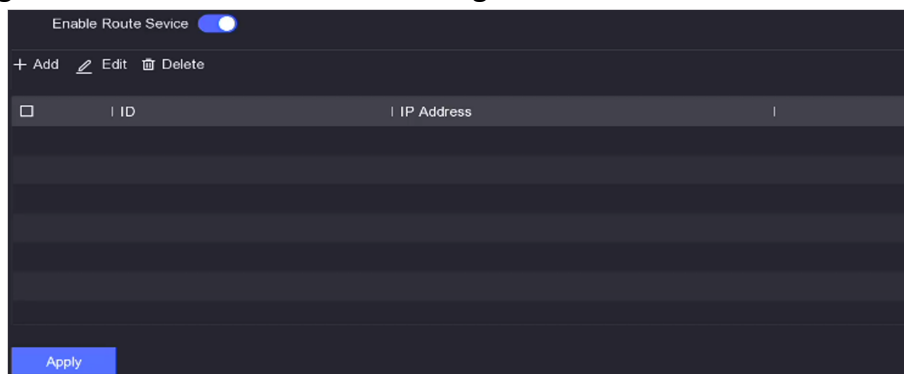 Enable Route Sevice
+ Add Edit Delete
ID IP Address
Apply